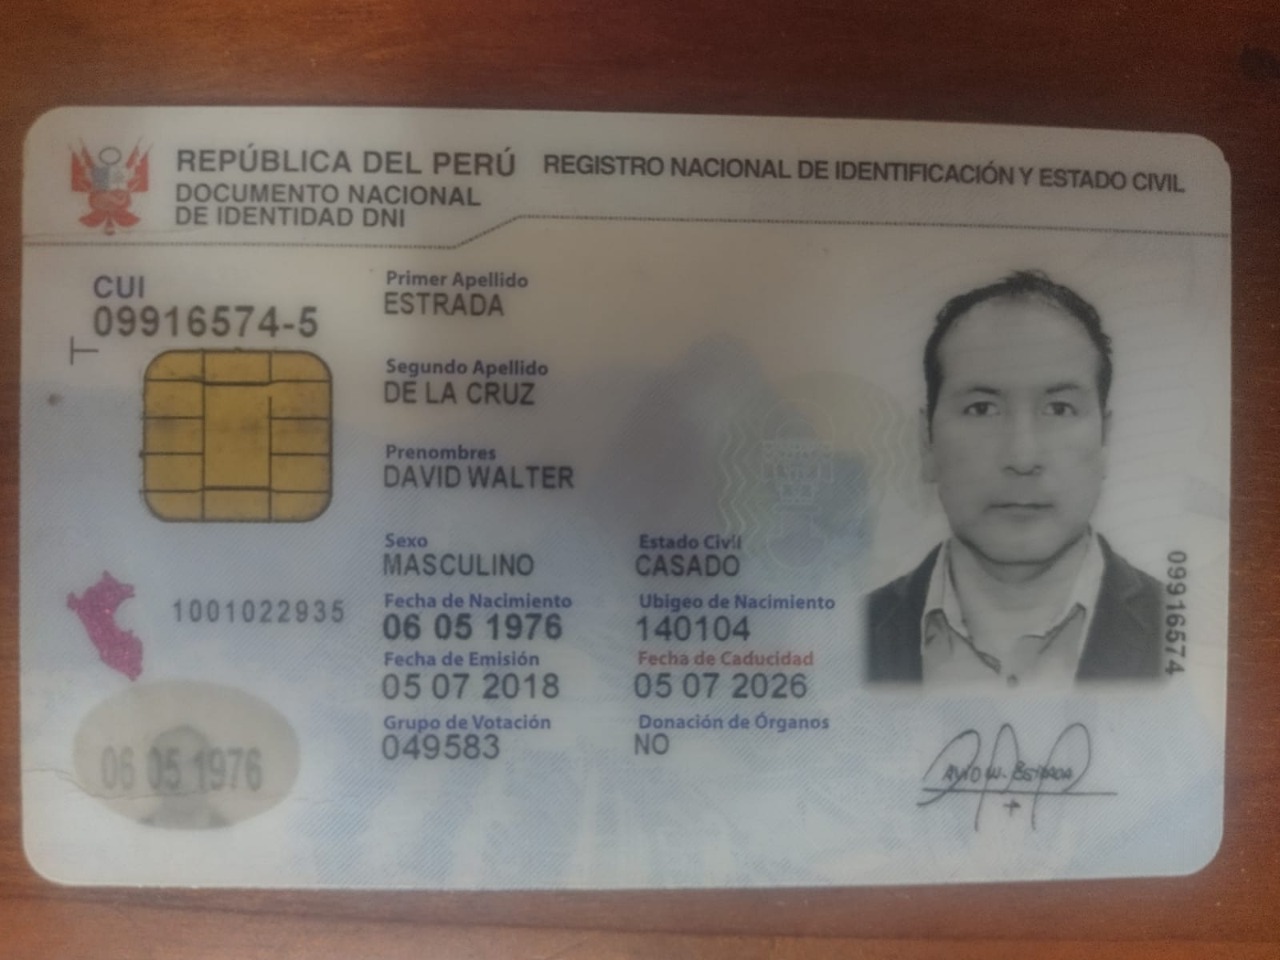 REPÚBLICA DEL PERÚ REGISTRO NACIONAL DE IDENTIFICACIÓN Y ESTADO CIVIL
DOCUMENTO NACIONAL
DE IDENTIDAD DNI
CUI
09916574-5
Primer Apellido
ESTRADA
Segundo Apellido
DE LA CRUZ
Prenombres
DAVID WALTER
Sexo
MASCULINO
Estado Civil
CASADO
Fecha de Nacimiento
06 05 1976
Ubigeo de Nacimiento
140104
Fecha de Emisión
05 07 2018
Fecha de Caducidad
05 07 2026
Grupo de Votación
049583
Donación de Órganos
NO
1001022935
06 05 1976
09916574
DAVID W. ESTRADA